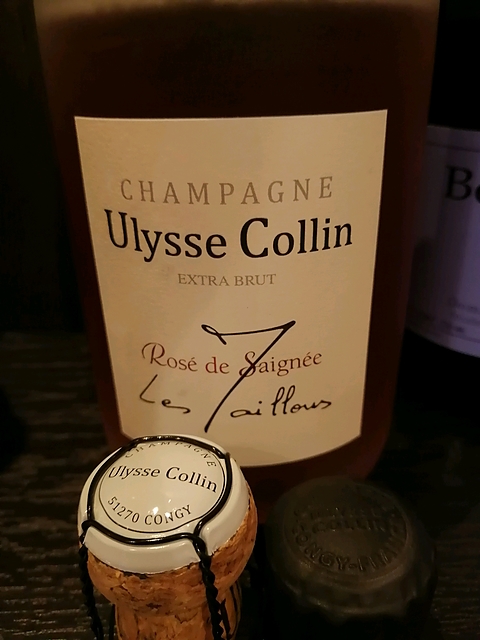 CHAMPAGNE
Ulysse Collin
EXTRA BRUT
Rosé de Saignée
Les Maillons
CHAMPAGNE
Ulysse Collin
51270 CONGY